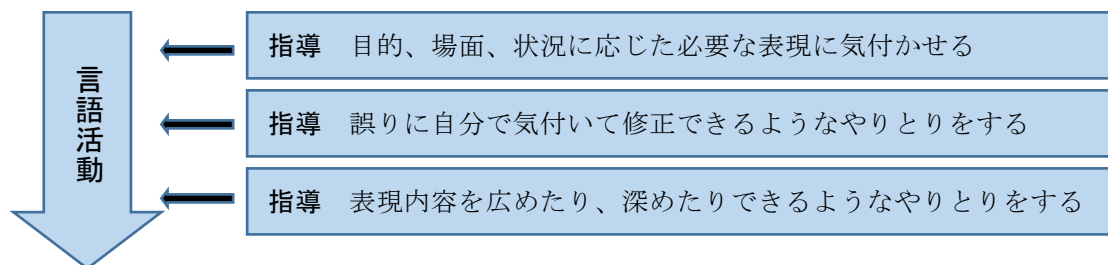 言語活動
指導　目的、場面、状況に応じた必要な表現に気付かせる
指導　誤りに自分で気付いて修正できるようなやりとりをする
指導　表現内容を広めたり、深めたりできるようなやりとりをする